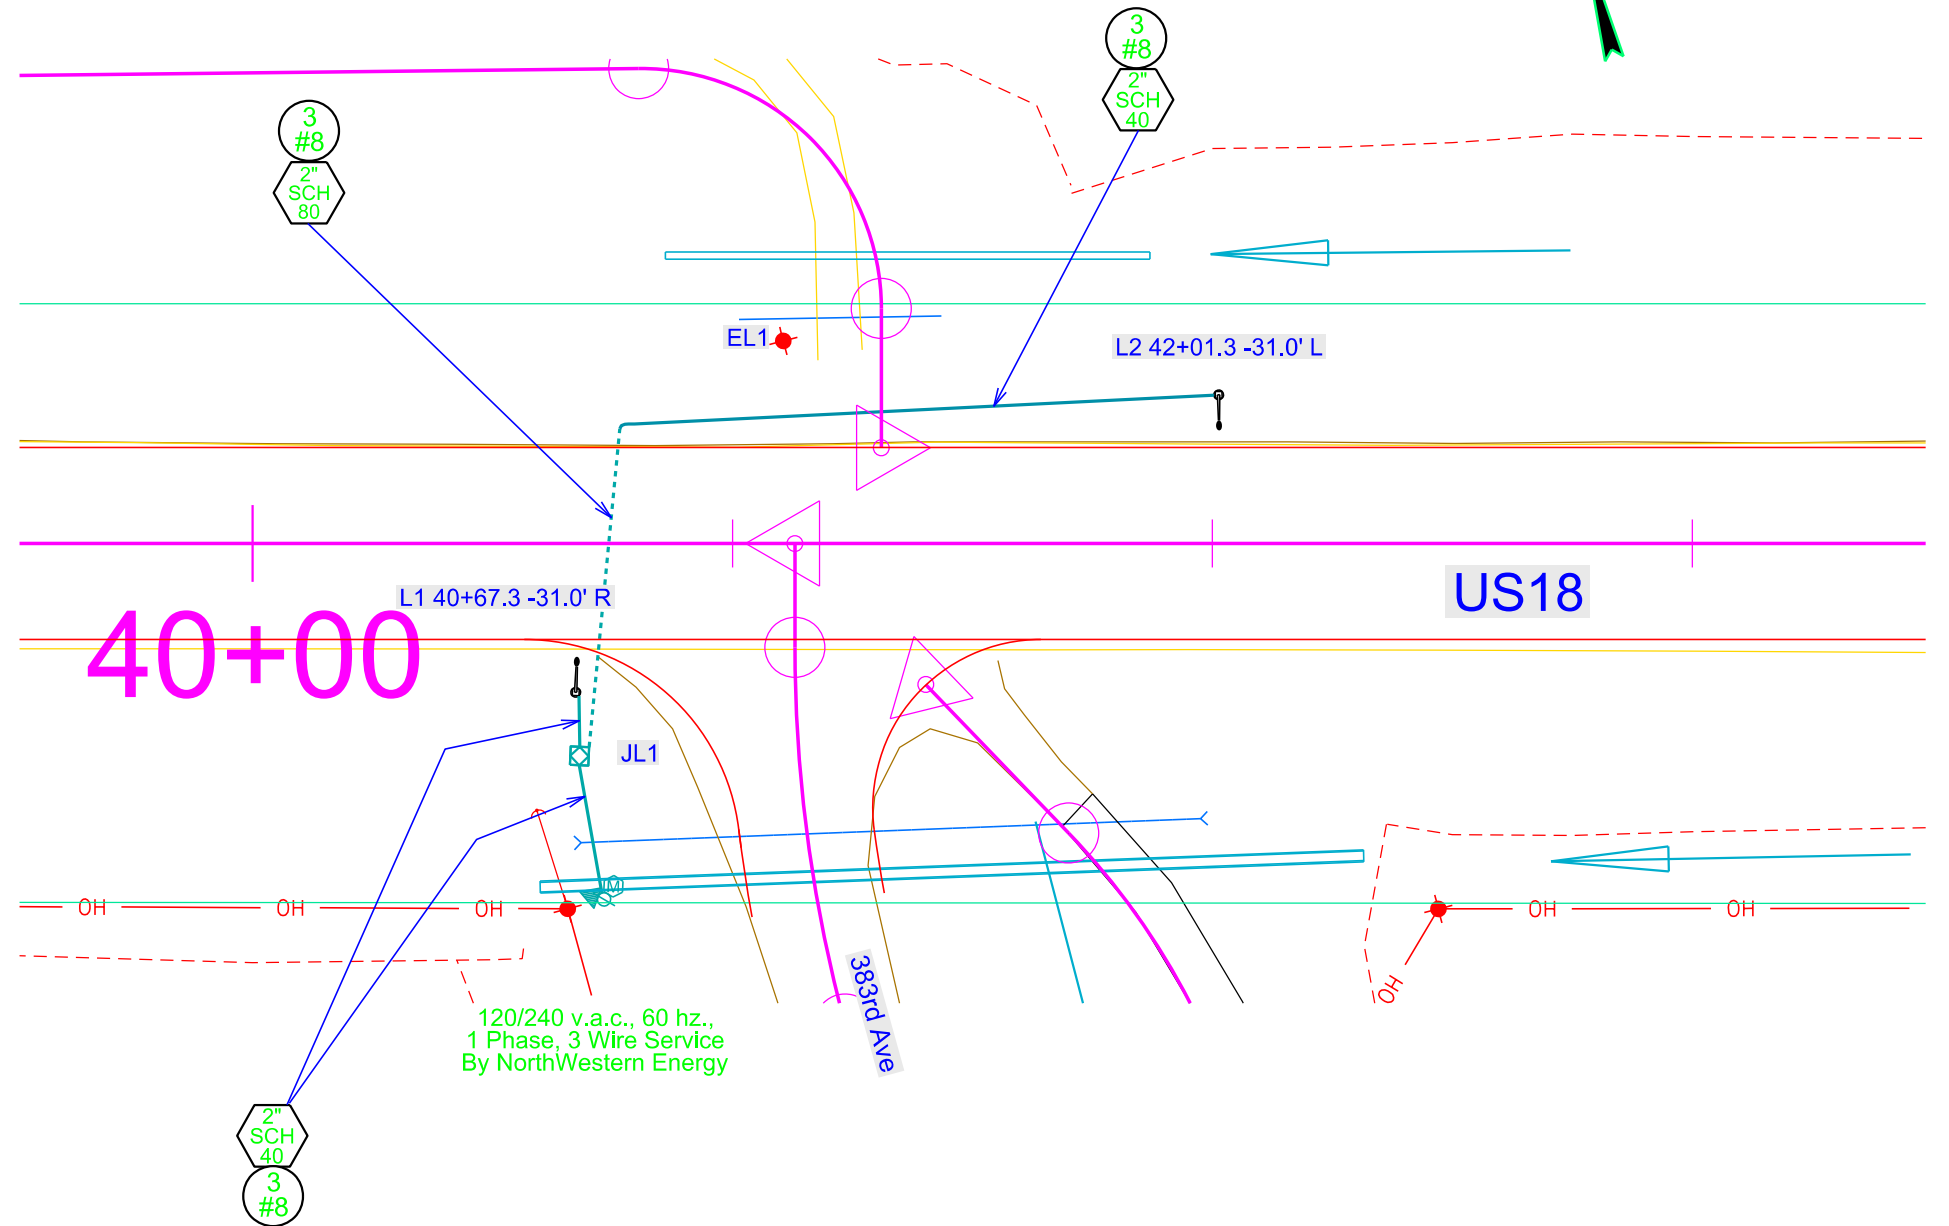 3
#8
2"
SCH
40
3
#8
2"
SCH
80
EL1
L2 42+01.3 -31.0' L
US18
L1 40+67.3 -31.0' R
40+00
JL1
M
OH
OH
OH
OH
OH
OH
383rd Ave
120/240 v.a.c., 60 hz.,
1 Phase, 3 Wire Service
By NorthWestern Energy
2"
SCH
40
3
#8